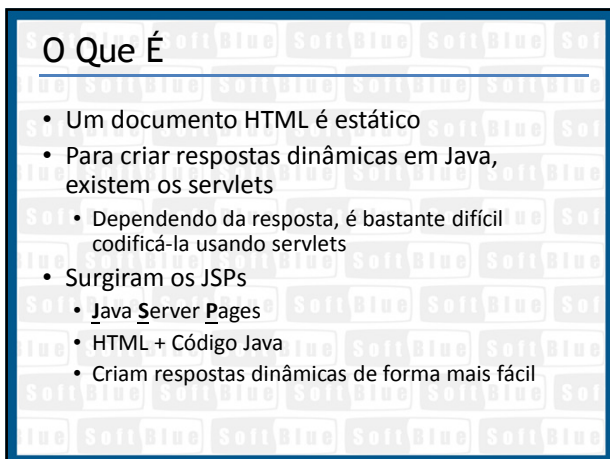 O Que É
• Um documento HTML é estático
• Para criar respostas dinâmicas em Java,
existem os servlets
• Dependendo da resposta, é bastante difícil
codificá-la usando servlets
• Surgiram os JSPs
• Java Server Pages
• HTML + Código Java
• Criam respostas dinâmicas de forma mais fácil